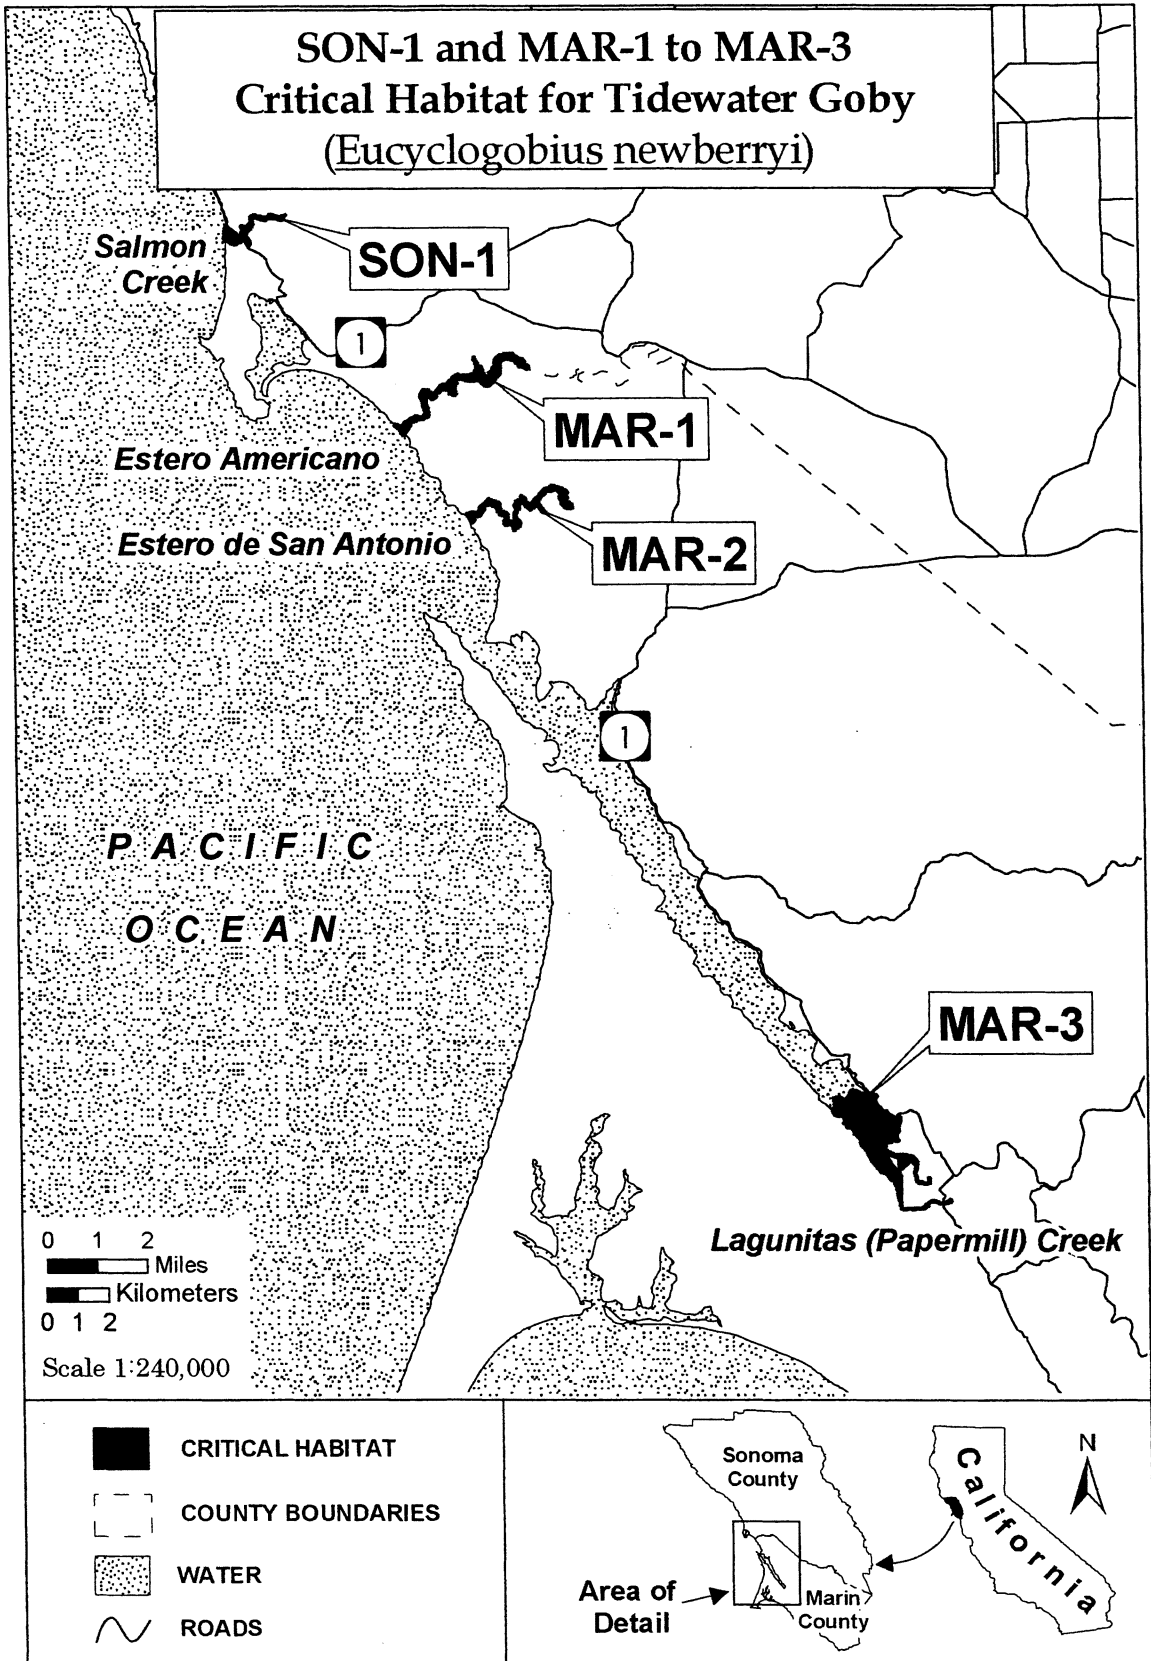 SON-1 and MAR-1 to MAR-3
Critical Habitat for Tidewater Goby
(Eucyclogobius newberryi)
Salmon
Creek
SON-1
1
MAR-1
Estero Americano
Estero de San Antonio
MAR-2
1
PACIFIC
OCEAN
MAR-3
Lagunitas (Papermill) Creek
0 1 2
Miles
Kilometers
0 1 2
Scale 1:240,000
CRITICAL HABITAT
COUNTY BOUNDARIES
WATER
ROADS
Sonoma
County
Marin
County
Area of
Detail
California
N